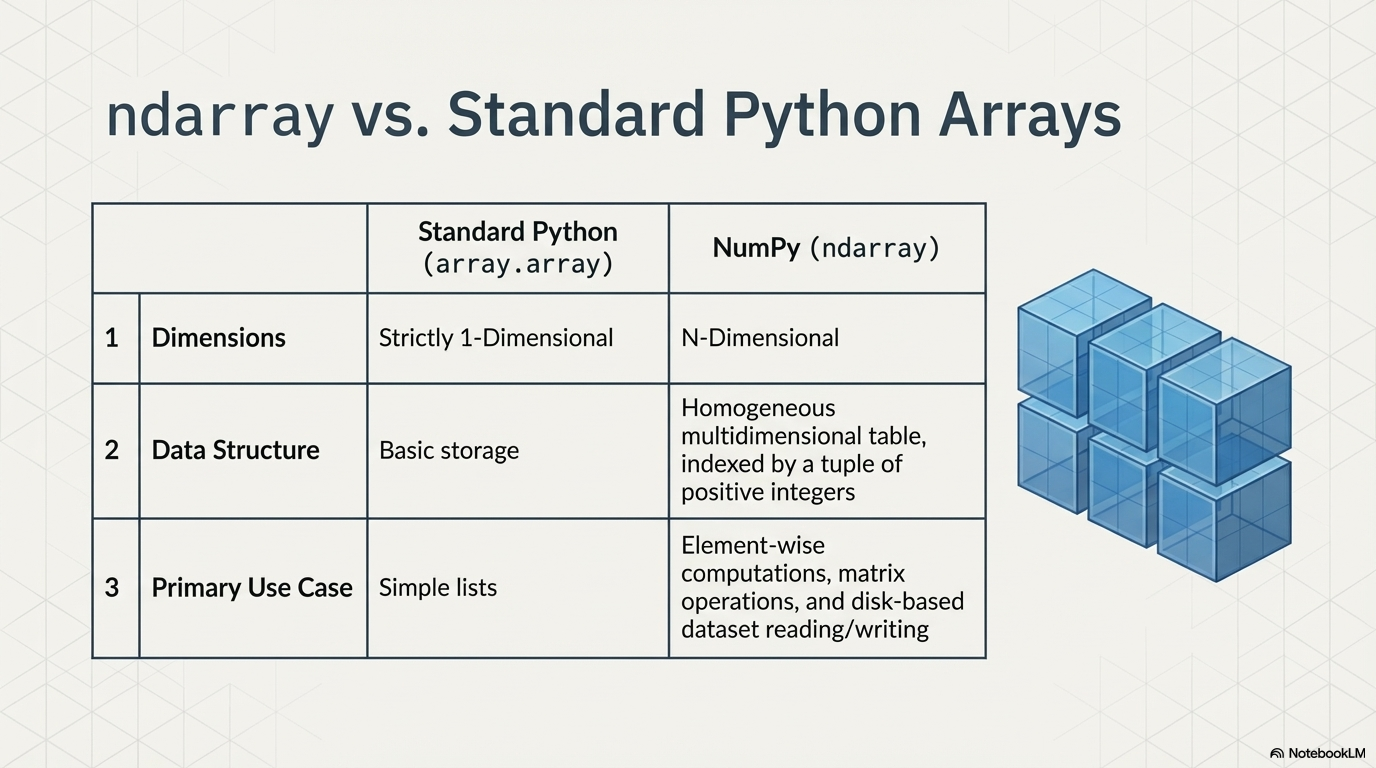 ndarray vs. Standard Python Arrays
Standard Python
(array.array)
NumPy (ndarray)
1
Dimensions
Strictly 1-Dimensional
N-Dimensional
2
Data Structure
Basic storage
Homogeneous
multidimensional table,
indexed by a tuple of
positive integers
3
Primary Use Case
Simple lists
Element-wise
computations, matrix
operations, and disk-based
dataset reading/writing
NotebookLM